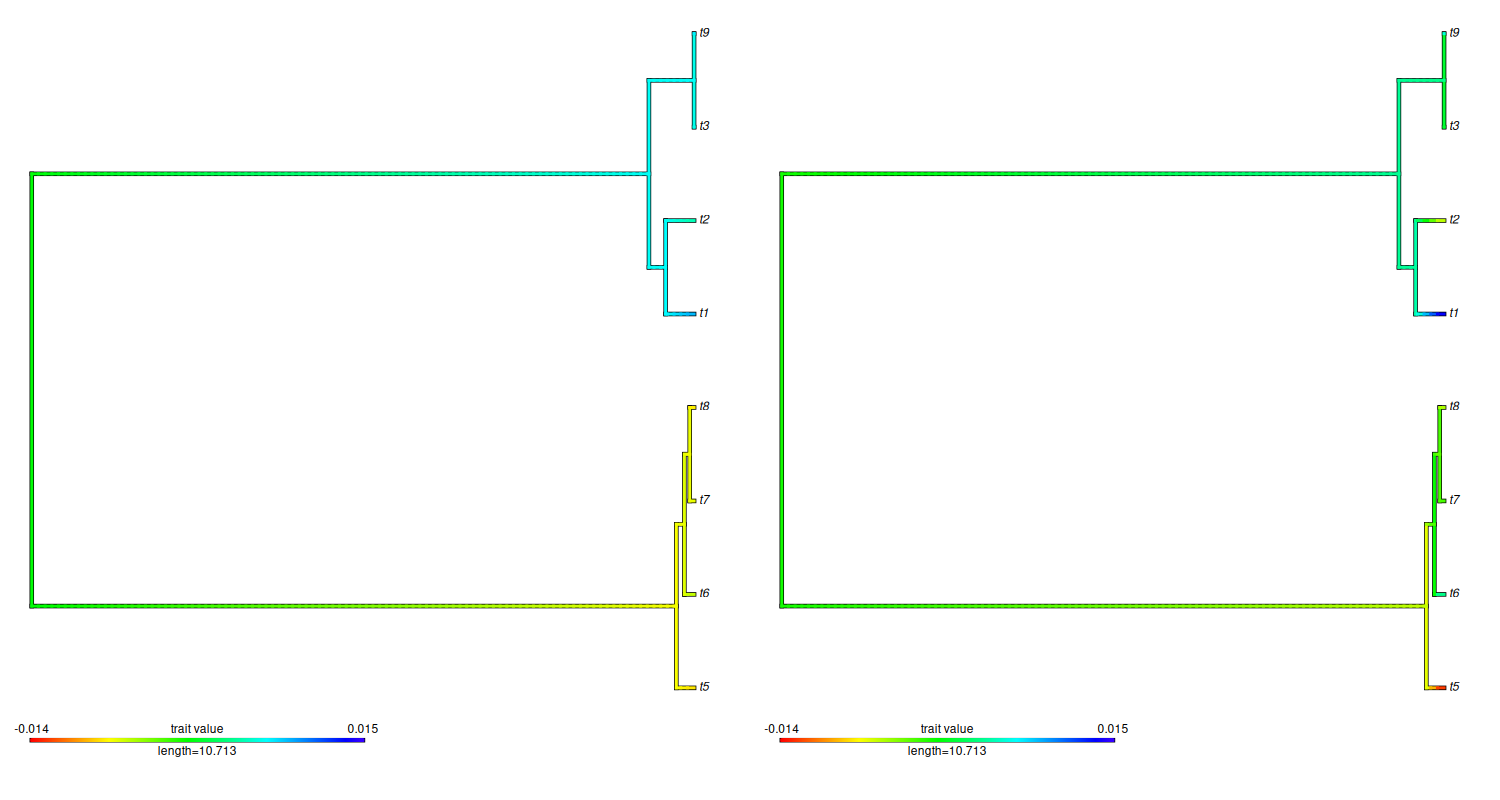 t9
t3
t2
t1
t8
t7
t6
t5
-0.014 trait value 0.015
length=10.713
t9
t3
t2
t1
t8
t7
t6
t5
-0.014 trait value 0.015
length=10.713